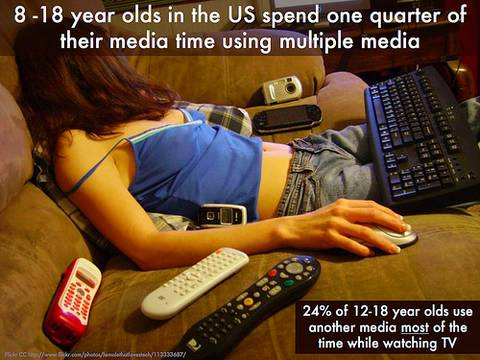 8 -18 year olds in the US spend one quarter of
their media time using multiple media
24% of 12-18 year olds use
another media most of the
time while watching TV
Flickr CC http://www.flickr.com/photos/femalethatlovestech/113333687/